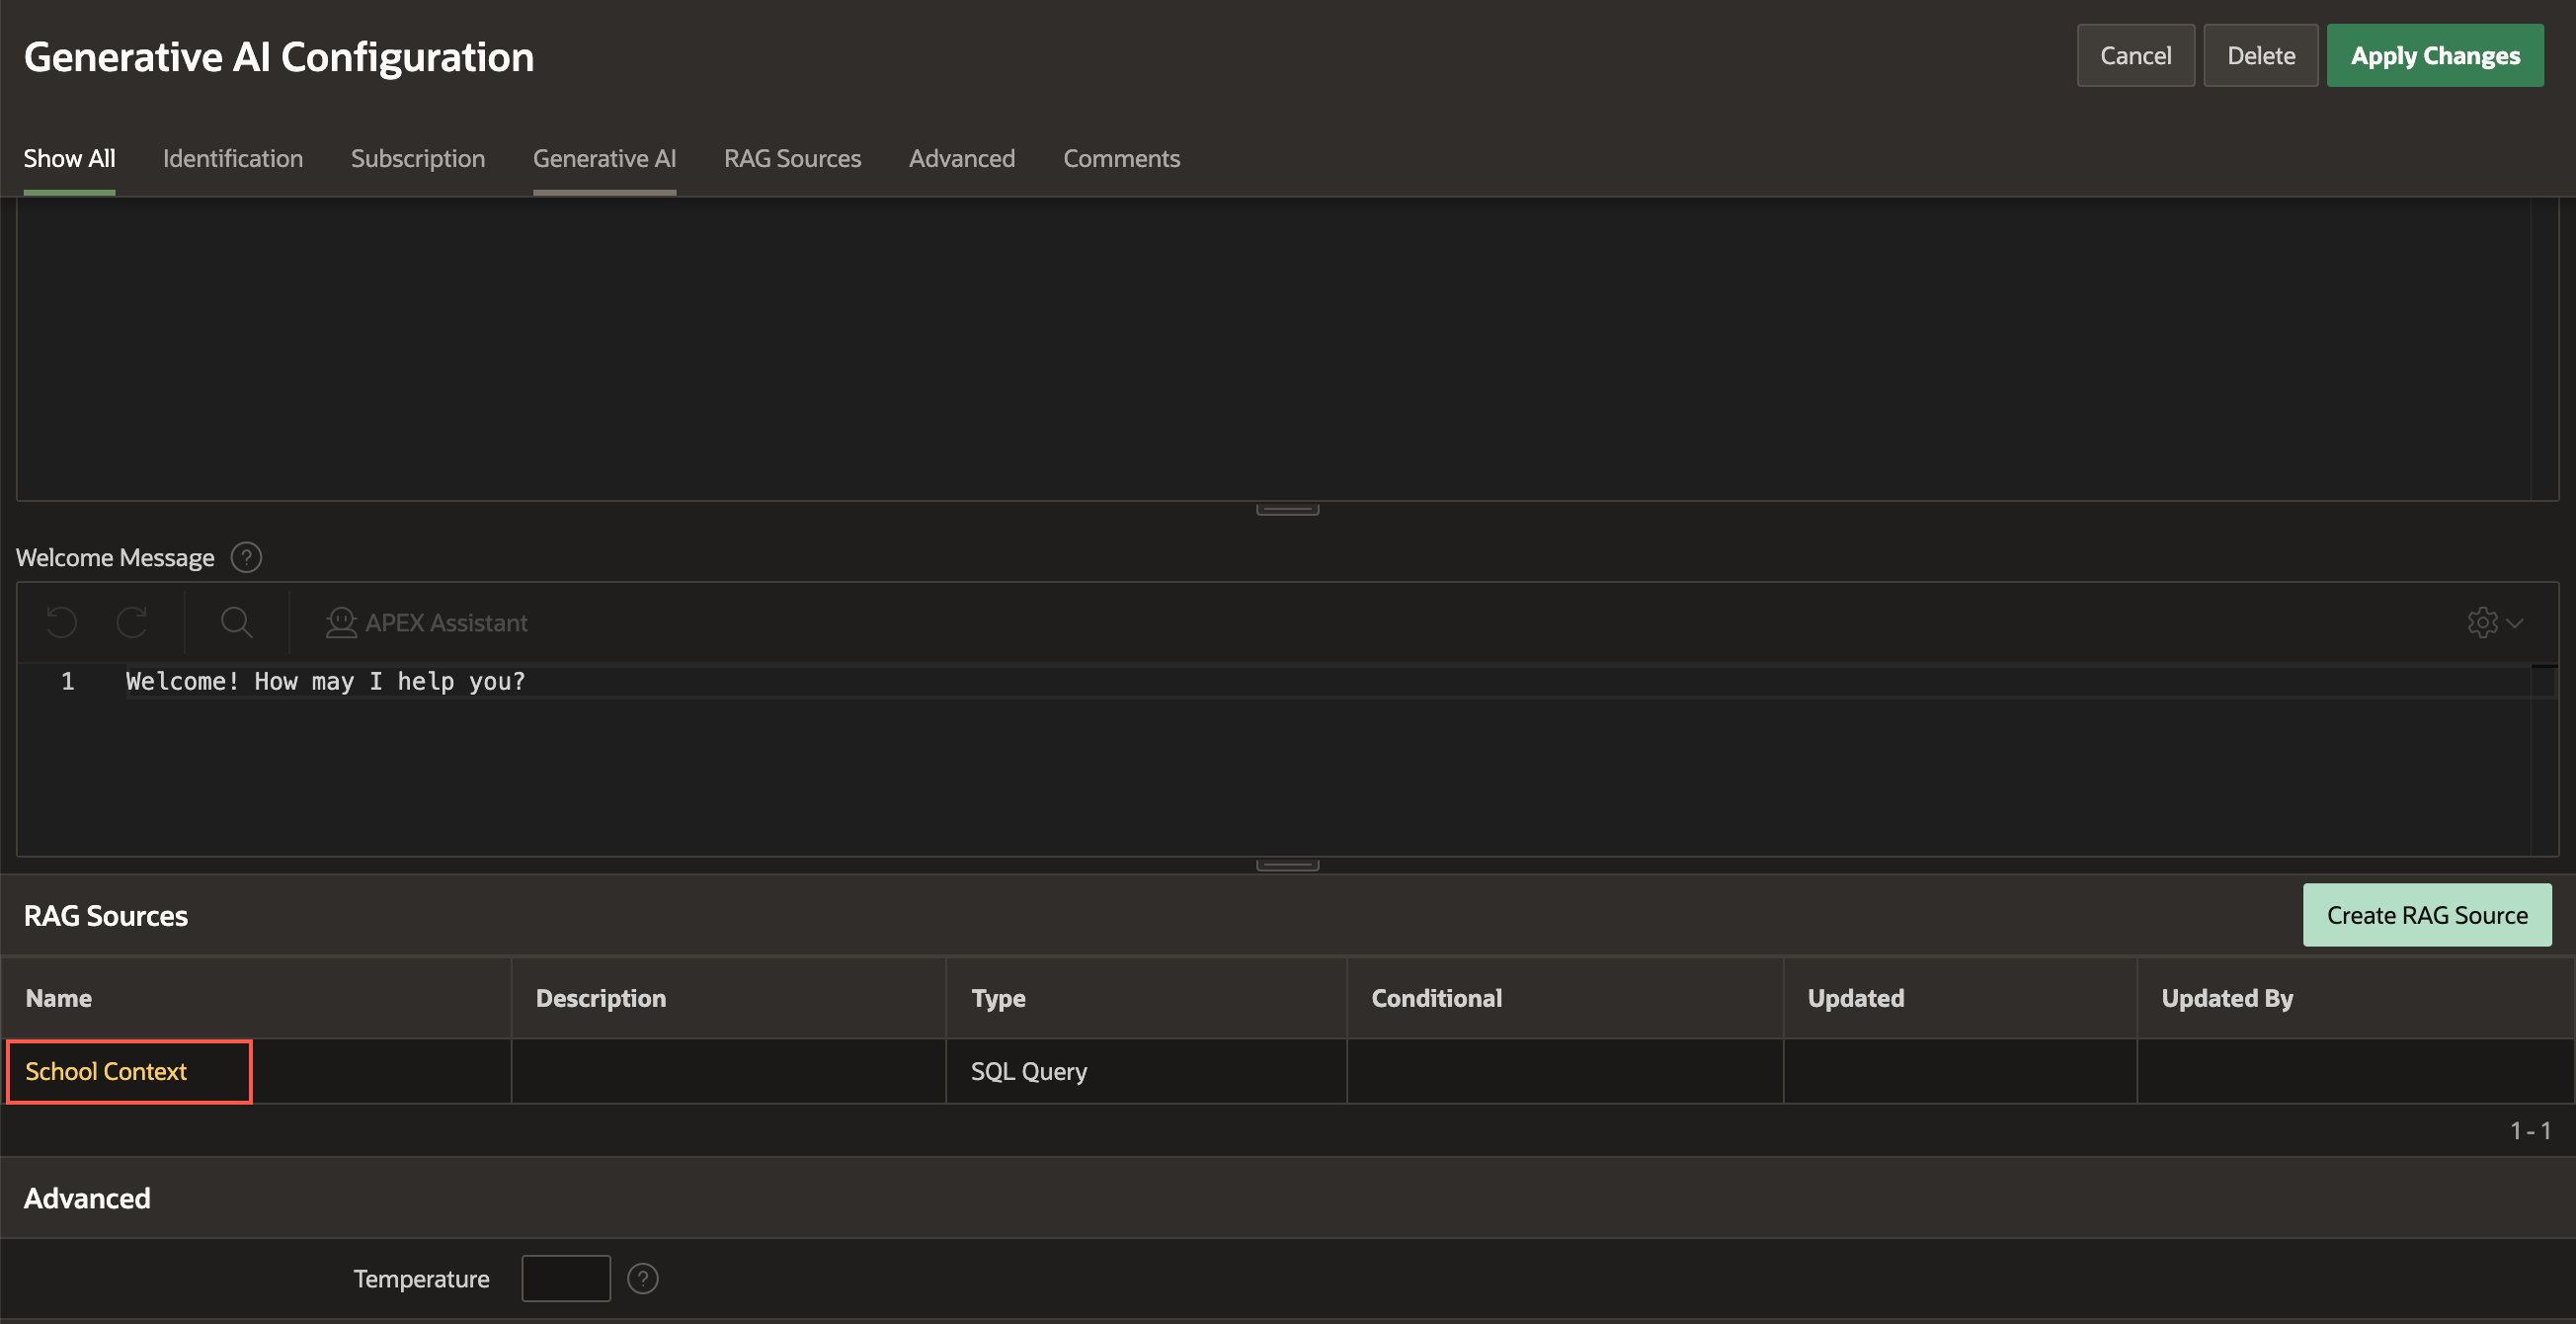 Generative AI Configuration
Cancel Delete Apply Changes
Show All Identification Subscription Generative AI RAG Sources Advanced Comments
Welcome Message ?
APEX Assistant
1 Welcome! How may I help you?
RAG Sources Create RAG Source
Name Description Type Conditional Updated Updated By
School Context SQL Query
1 - 1
Advanced
Temperature ?